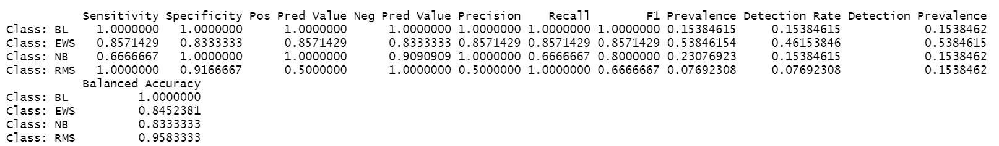 Sensitivity Specificity Pos Pred Value Neg Pred Value Precision Recall F1 Prevalence Detection Rate Detection Prevalence
Class: BL 1.0000000 1.0000000 1.0000000 1.0000000 1.0000000 1.0000000 1.0000000 0.15384615 0.15384615 0.1538462
Class: EWS 0.8571429 0.8333333 0.8571429 0.8333333 0.8571429 0.8571429 0.8571429 0.53846154 0.46153846 0.5384615
Class: NB 0.6666667 1.0000000 1.0000000 0.9090909 1.0000000 0.6666667 0.8000000 0.23076923 0.15384615 0.1538462
Class: RMS 1.0000000 0.9166667 0.5000000 1.0000000 0.5000000 1.0000000 0.6666667 0.07692308 0.07692308 0.1538462
Balanced Accuracy
Class: BL 1.0000000
Class: EWS 0.8452381
Class: NB 0.8333333
Class: RMS 0.9583333